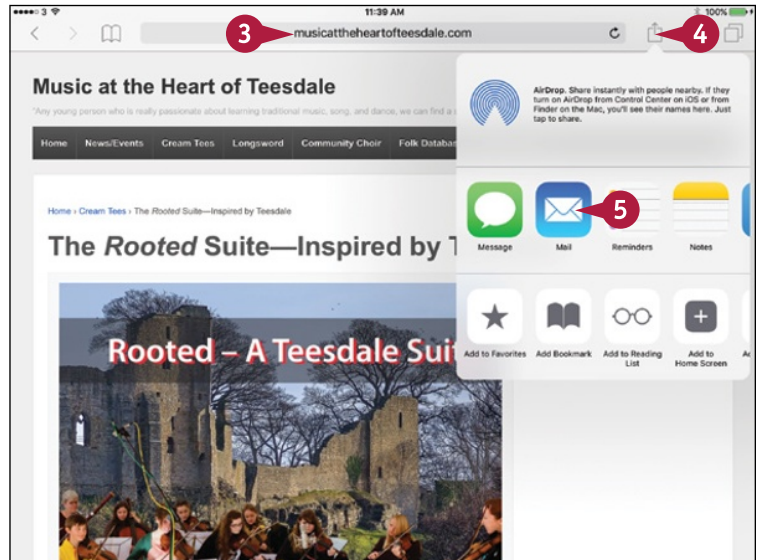 3 11:39 AM 100%
3 musicattheheartofteesdale.com 4
Music at the Heart of Teesdale
"Any young person who is really passionate about learning traditional music, song, and dance, we can find a
Home News/Events Cream Tees Longsword Community Choir Folk Databa
Home › Cream Tees › The Rooted Suite—Inspired by Teesdale
The Rooted Suite—Inspired by T
Rooted – A Teesdale Suit
AirDrop. Share instantly with people nearby. If they
turn on AirDrop from Control Center on iOS or from
Finder on the Mac, you'll see their names here. Just
tap to share.
5
Message Mail Reminders Notes
Add to Favorites Add Bookmark Add to Reading
List Add to
Home Screen